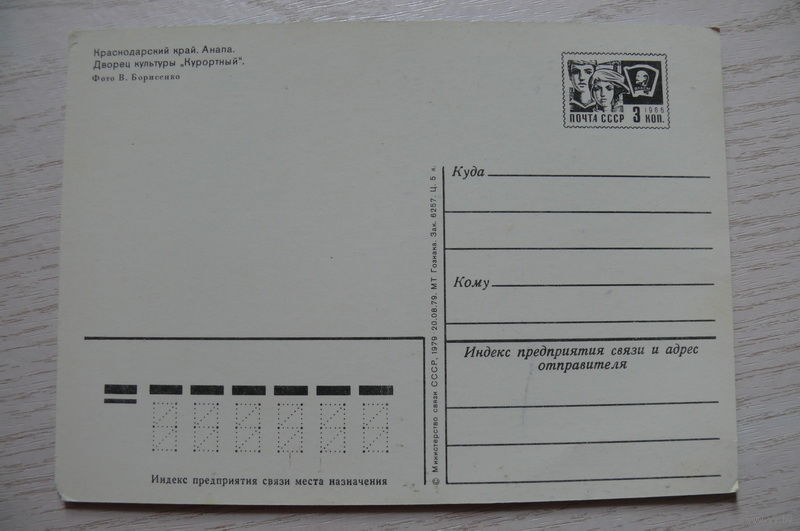 Краснодарский край. Анапа.
Дворец культуры „Курортный".
Фото В. Борисенко
ПОЧТА СССР 3 КОП.
1966
Куда
Кому
Индекс предприятия связи и адрес
отправителя
© Министерство связи СССР, 1979. 20.08.79. МТ Гознака. Зак. 6257. Ц. 5 к.
Индекс предприятия связи места назначения